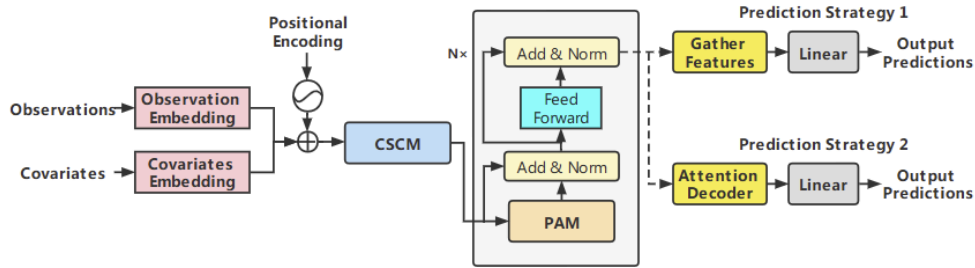 Positional
Encoding
Observations
Observation
Embedding
Covariates
Covariates
Embedding
CSCM
N×
Add & Norm
Feed
Forward
Add & Norm
PAM
Prediction Strategy 1
Gather
Features
Linear
Output
Predictions
Prediction Strategy 2
Attention
Decoder
Linear
Output
Predictions